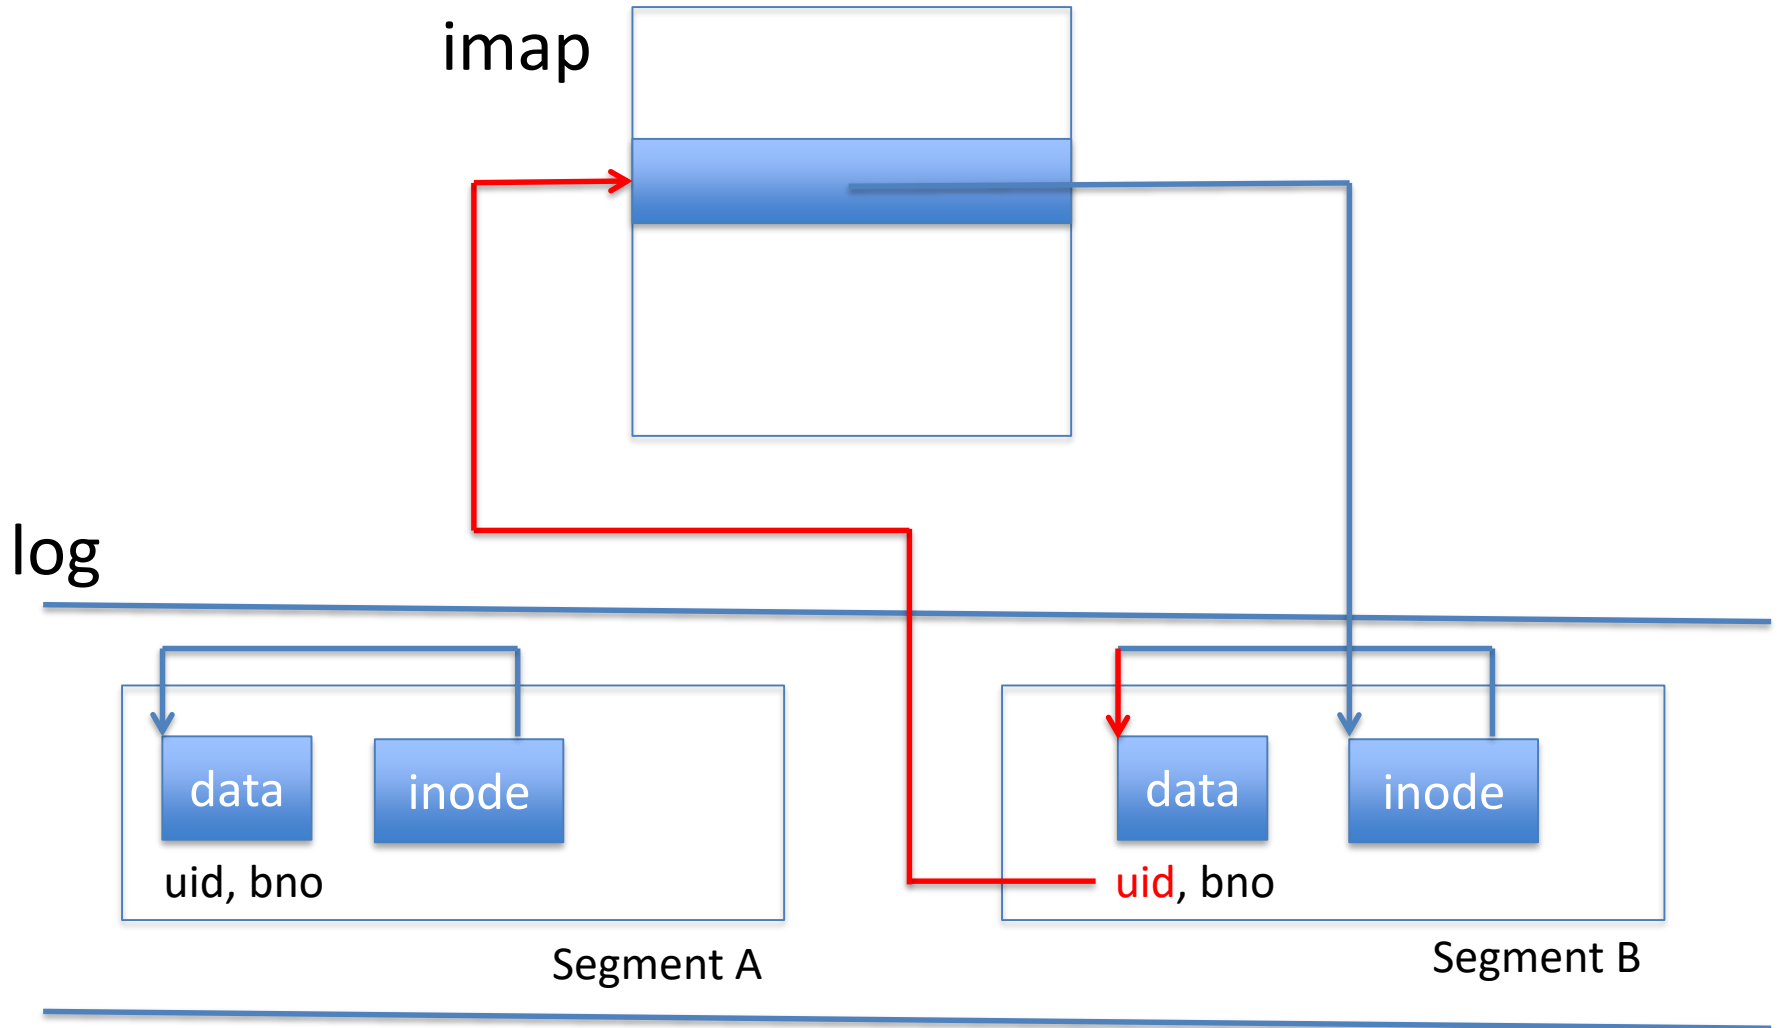 imap
log
data
inode
uid, bno
Segment A
data
inode
uid, bno
Segment B